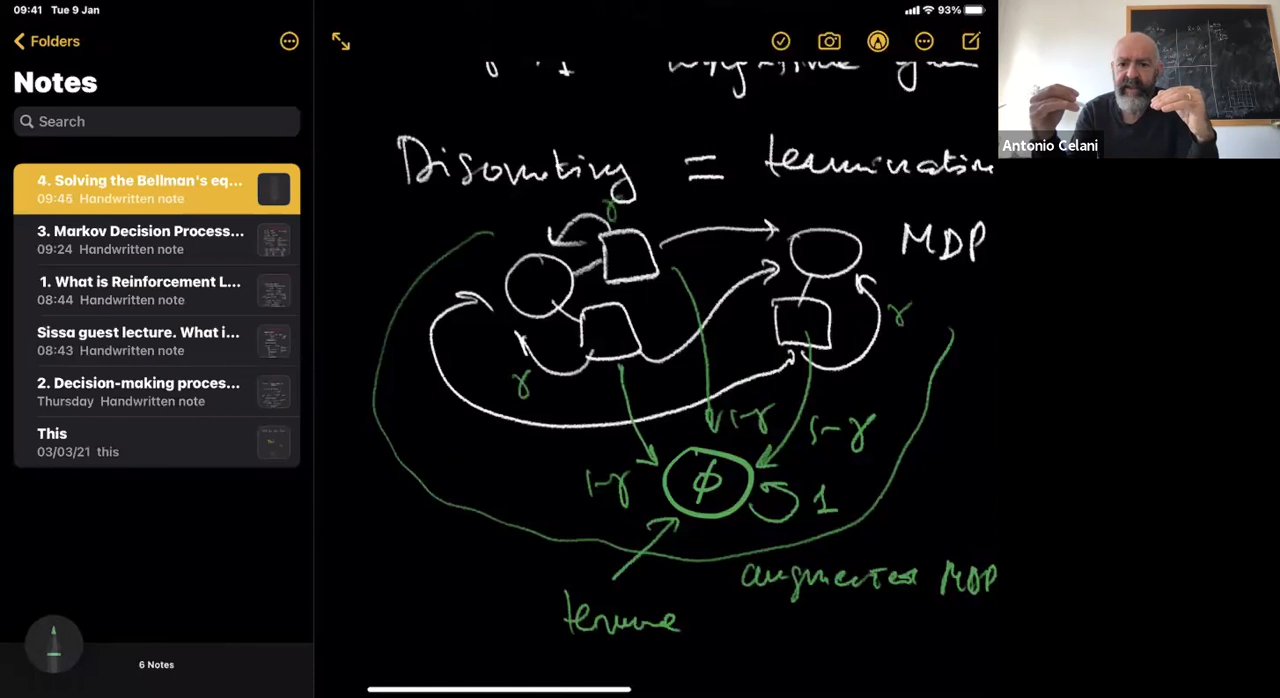 09:41 Tue 9 Jan
93%
Folders
Notes
Search
4. Solving the Bellman's eq...
09:45 Handwritten note
3. Markov Decision Process...
09:24 Handwritten note
1. What is Reinforcement L...
08:44 Handwritten note
Sissa guest lecture. What i...
08:43 Handwritten note
2. Decision-making proces...
Thursday Handwritten note
This
03/03/21 this
6 Notes
Antonio Celani
Discounting = termination
MDP
γ
γ
γ
1-γ
1-γ
1-γ
ϕ
1
augmented MDP